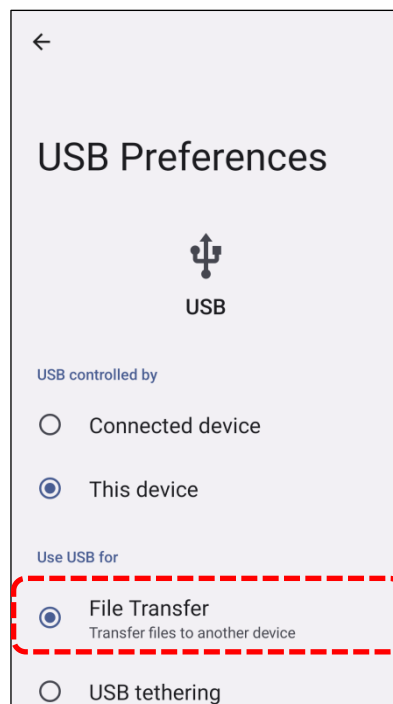 USB Preferences
USB
USB controlled by
Connected device
This device
Use USB for
File Transfer
Transfer files to another device
USB tethering